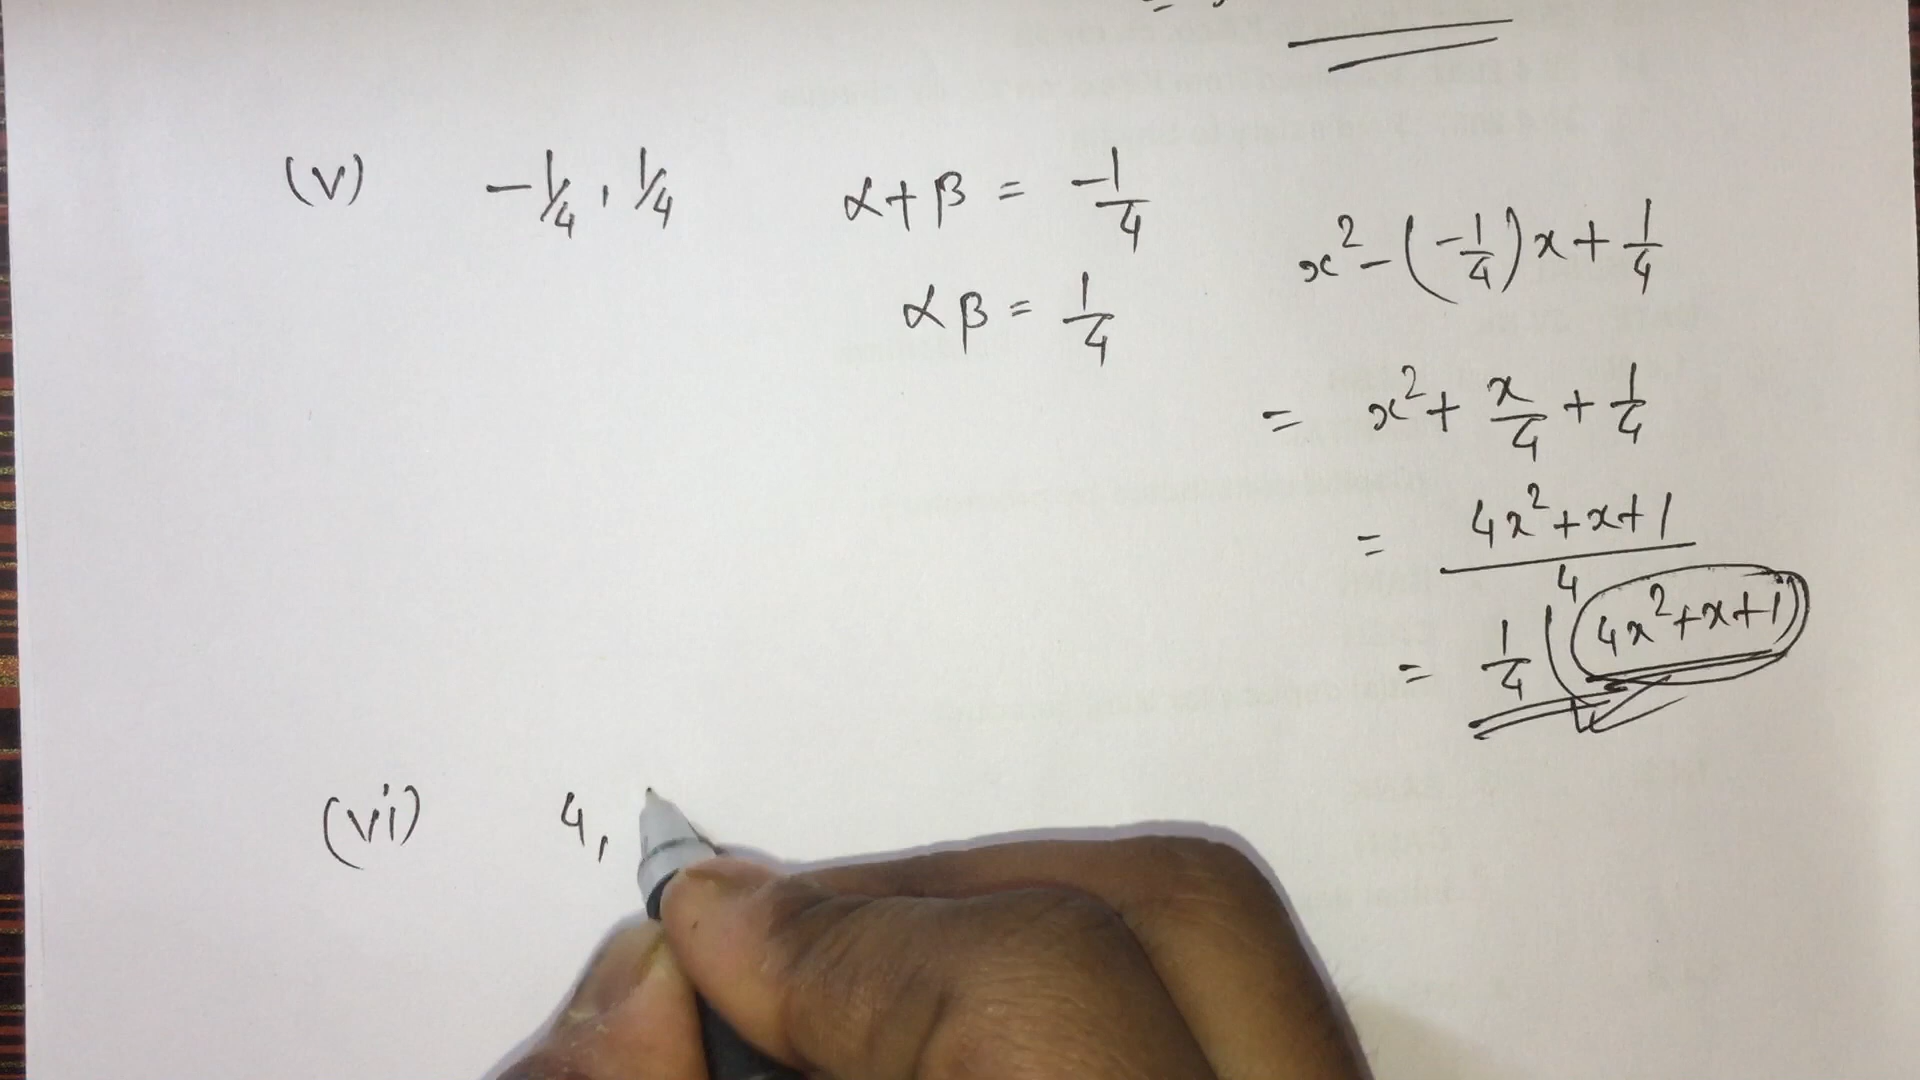 (v) -1/4, 1/4 α+β = -1/4
αβ = 1/4
x² - (-1/4)x + 1/4
= x² + x/4 + 1/4
= 4x²+x+1 / 4
= 1/4 (4x²+x+1)
(vi) 4,